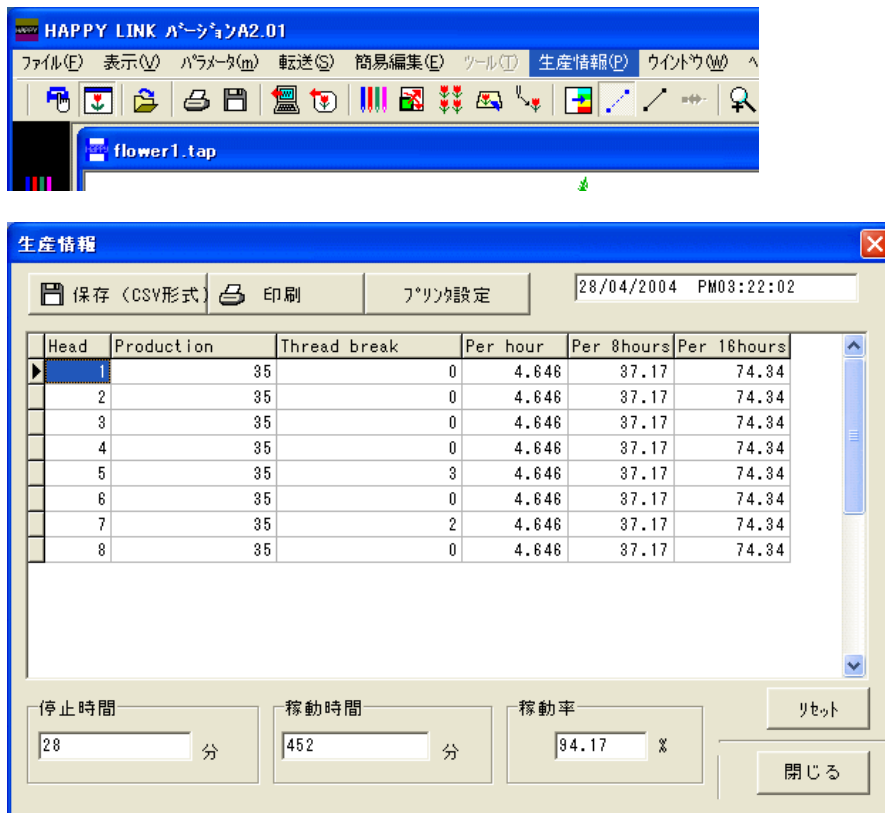 HAPPY LINK バージョンA2.01
ファイル(F) 表示(V) パラメータ(m) 転送(S) 簡易編集(E) ツール(T) 生産情報(P) ウインドウ(W) ヘ
flower1.tap
生産情報
保存 (CSV形式) 印刷 プリンタ設定 28/04/2004 PM03:22:02
Head Production Thread break Per hour Per 8hours Per 16hours
1 35 0 4.646 37.17 74.34
2 35 0 4.646 37.17 74.34
3 35 0 4.646 37.17 74.34
4 35 0 4.646 37.17 74.34
5 35 3 4.646 37.17 74.34
6 35 0 4.646 37.17 74.34
7 35 2 4.646 37.17 74.34
8 35 0 4.646 37.17 74.34
停止時間 稼動時間 稼動率 リセット
28 分 452 分 94.17 %
閉じる